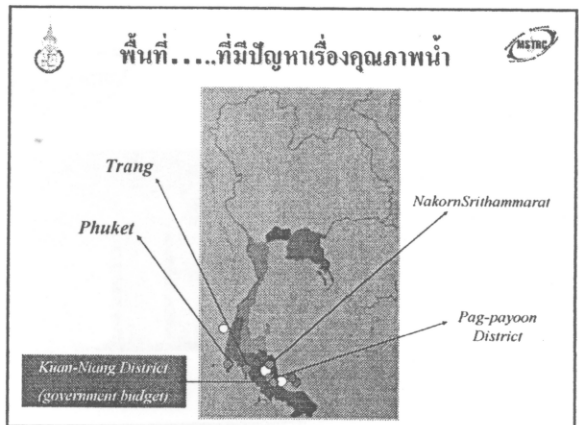 MSTRC
พื้นที่.....ที่มีปัญหาเรื่องคุณภาพน้ำ
Trang
NakornSrithammarat
Phuket
Pag-payoon
District
Kuan-Niang District
(government budget)